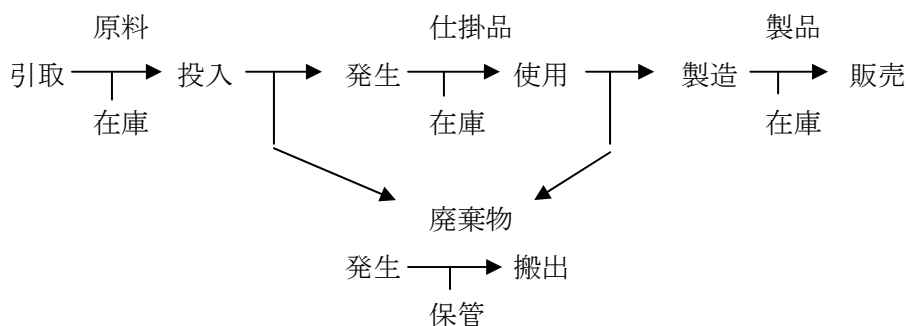 原料 仕掛品 製品
引取 投入 発生 使用 製造 販売
在庫 在庫 在庫
廃棄物
発生 搬出
保管